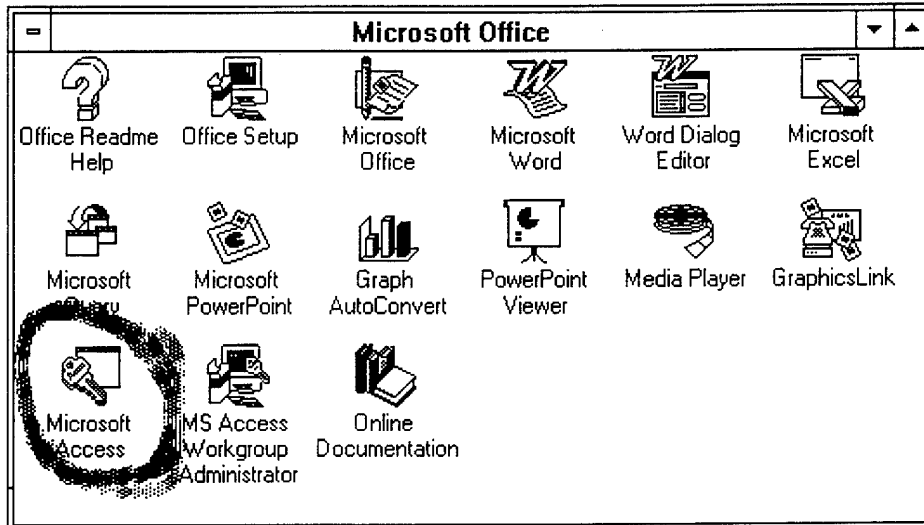 Microsoft Office
Office Readme Help
Office Setup
Microsoft Office
Microsoft Word
Word Dialog Editor
Microsoft Excel
Microsoft
Microsoft PowerPoint
Graph AutoConvert
PowerPoint Viewer
Media Player
GraphicsLink
Microsoft Access
MS Access Workgroup Administrator
Online Documentation